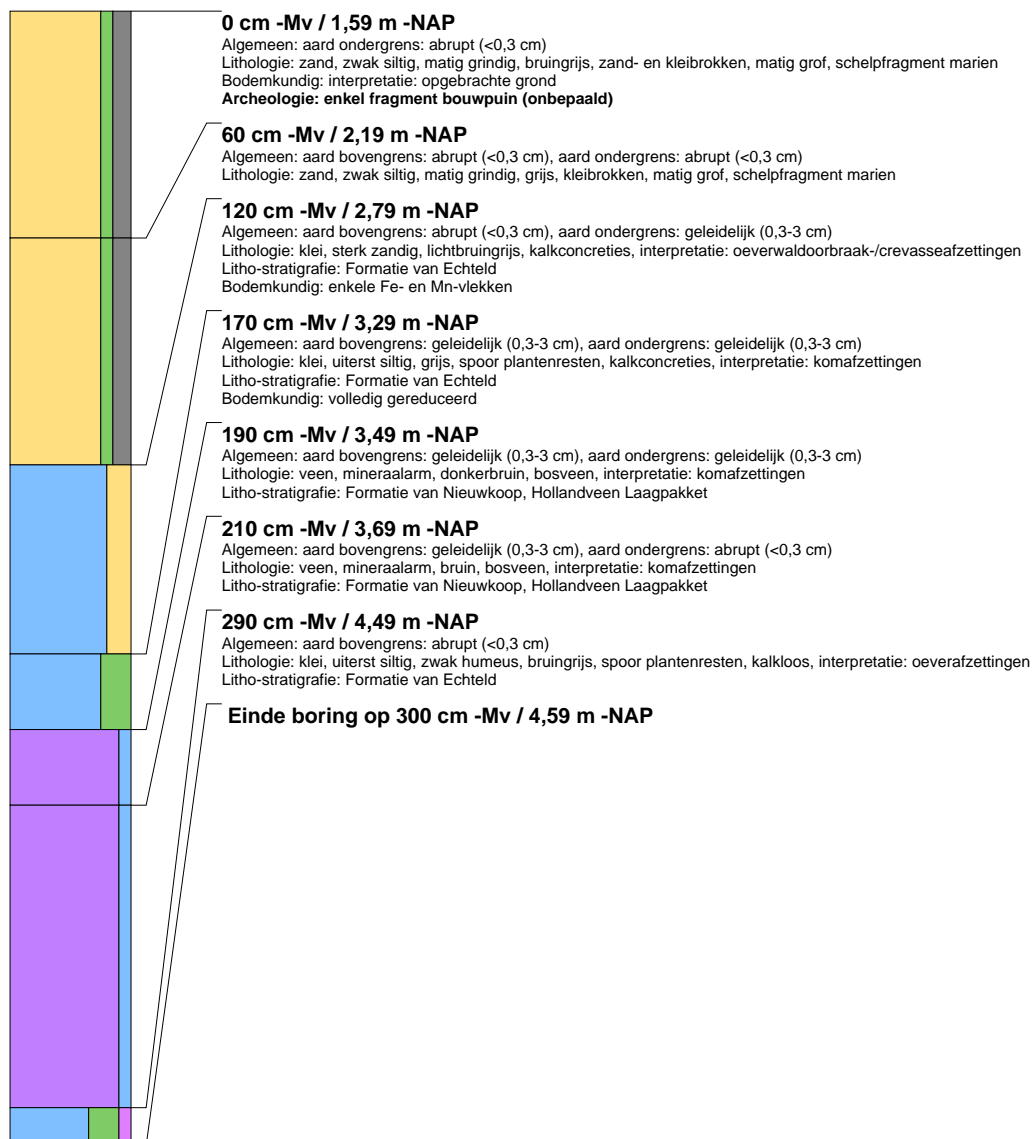 0 cm -Mv / 1,59 m -NAP
Algemeen: aard ondergrens: abrupt (<0,3 cm)
Lithologie: zand, zwak siltig, matig grindig, bruingrijs, zand- en kleibrokken, matig grof, schelpfragment marien
Bodemkundig: interpretatie: opgebrachte grond
Archeologie: enkel fragment bouwpuin (onbepaald)
60 cm -Mv / 2,19 m -NAP
Algemeen: aard bovengrens: abrupt (<0,3 cm), aard ondergrens: abrupt (<0,3 cm)
Lithologie: zand, zwak siltig, matig grindig, grijs, kleibrokken, matig grof, schelpfragment marien
120 cm -Mv / 2,79 m -NAP
Algemeen: aard bovengrens: abrupt (<0,3 cm), aard ondergrens: geleidelijk (0,3-3 cm)
Lithologie: klei, sterk zandig, lichtbruingrijs, kalkconcreties, interpretatie: oeverwaldoorbraak-/crevasseafzettingen
Litho-stratigrafie: Formatie van Echteld
Bodemkundig: enkele Fe- en Mn-vlekken
170 cm -Mv / 3,29 m -NAP
Algemeen: aard bovengrens: geleidelijk (0,3-3 cm), aard ondergrens: geleidelijk (0,3-3 cm)
Lithologie: klei, uiterst siltig, grijs, spoor plantenresten, kalkconcreties, interpretatie: komafzettingen
Litho-stratigrafie: Formatie van Echteld
Bodemkundig: volledig gereduceerd
190 cm -Mv / 3,49 m -NAP
Algemeen: aard bovengrens: geleidelijk (0,3-3 cm), aard ondergrens: geleidelijk (0,3-3 cm)
Lithologie: veen, mineraalarm, donkerbruin, bosveen, interpretatie: komafzettingen
Litho-stratigrafie: Formatie van Nieuwkoop, Hollandveen Laagpakket
210 cm -Mv / 3,69 m -NAP
Algemeen: aard bovengrens: geleidelijk (0,3-3 cm), aard ondergrens: abrupt (<0,3 cm)
Lithologie: veen, mineraalarm, bruin, bosveen, interpretatie: komafzettingen
Litho-stratigrafie: Formatie van Nieuwkoop, Hollandveen Laagpakket
290 cm -Mv / 4,49 m -NAP
Algemeen: aard bovengrens: abrupt (<0,3 cm)
Lithologie: klei, uiterst siltig, zwak humeus, bruingrijs, spoor plantenresten, kalkloos, interpretatie: oeverafzettingen
Litho-stratigrafie: Formatie van Echteld
Einde boring op 300 cm -Mv / 4,59 m -NAP